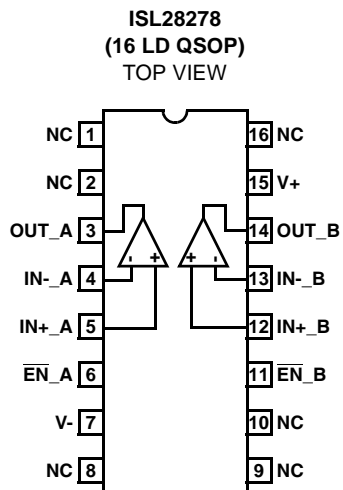 ISL28278
(16 LD QSOP)
TOP VIEW
NC 1 16 NC
NC 2 15 V+
OUT_A 3 14 OUT_B
IN-_A 4 - + + - 13 IN-_B
IN+_A 5 12 IN+_B
EN_A 6 11 EN_B
V- 7 10 NC
NC 8 9 NC